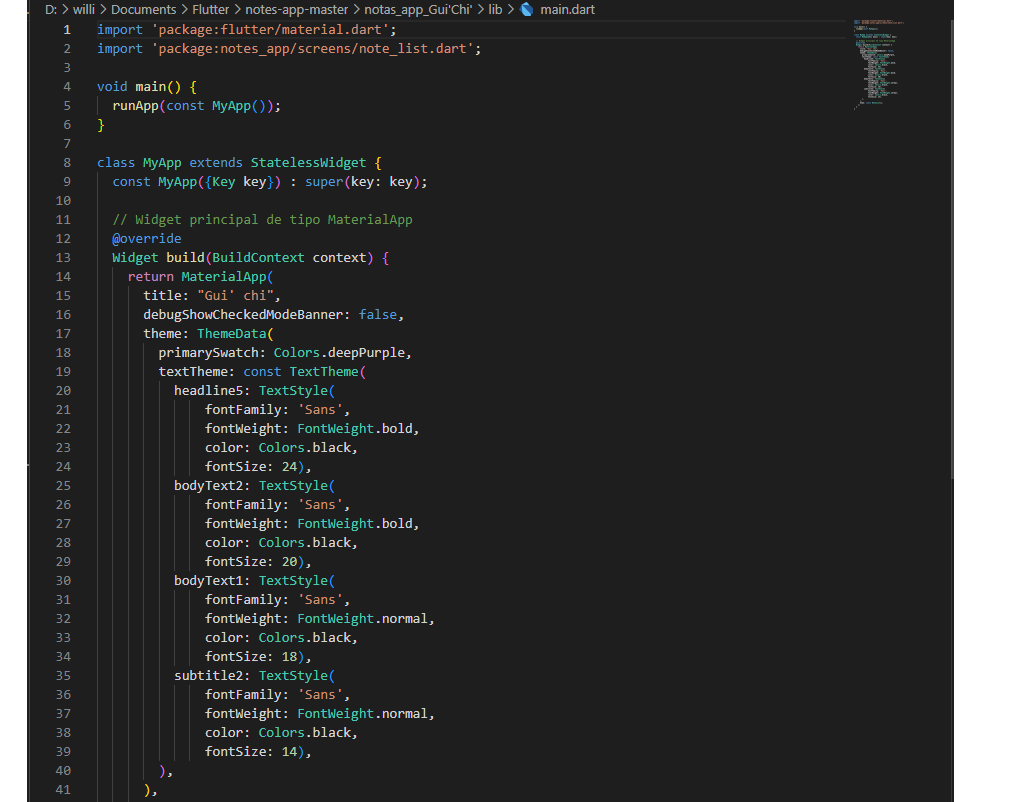 D: > willi > Documents > Flutter > notes-app-master > notas_app_Gui'Chi' > lib > main.dart
1 import 'package:flutter/material.dart';
2 import 'package:notes_app/screens/note_list.dart';
3
4 void main() {
5 runApp(const MyApp());
6 }
7
8 class MyApp extends StatelessWidget {
9 const MyApp({Key key}) : super(key: key);
10
11 // Widget principal de tipo MaterialApp
12 @override
13 Widget build(BuildContext context) {
14 return MaterialApp(
15 title: "Gui' chi",
16 debugShowCheckedModeBanner: false,
17 theme: ThemeData(
18 primarySwatch: Colors.deepPurple,
19 textTheme: const TextTheme(
20 headline5: TextStyle(
21 fontFamily: 'Sans',
22 fontWeight: FontWeight.bold,
23 color: Colors.black,
24 fontSize: 24),
25 bodyText2: TextStyle(
26 fontFamily: 'Sans',
27 fontWeight: FontWeight.bold,
28 color: Colors.black,
29 fontSize: 20),
30 bodyText1: TextStyle(
31 fontFamily: 'Sans',
32 fontWeight: FontWeight.normal,
33 color: Colors.black,
34 fontSize: 18),
35 subtitle2: TextStyle(
36 fontFamily: 'Sans',
37 fontWeight: FontWeight.normal,
38 color: Colors.black,
39 fontSize: 14),
40 ),
41 ),